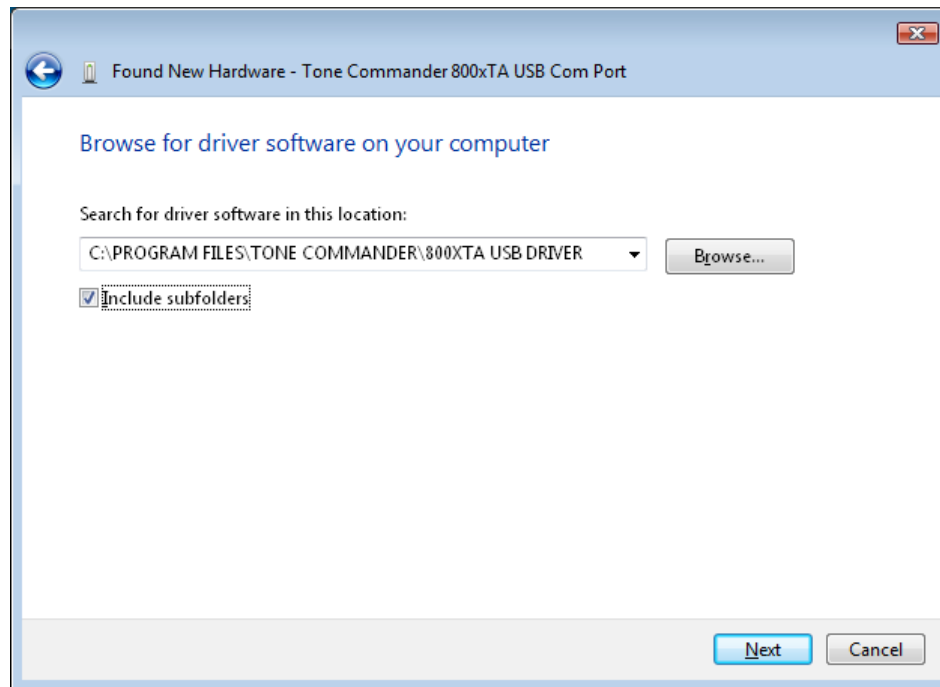 Found New Hardware - Tone Commander 800xTA USB Com Port
Browse for driver software on your computer
Search for driver software in this location:
C:\PROGRAM FILES\TONE COMMANDER\800XTA USB DRIVER
Browse...
Include subfolders
Next
Cancel